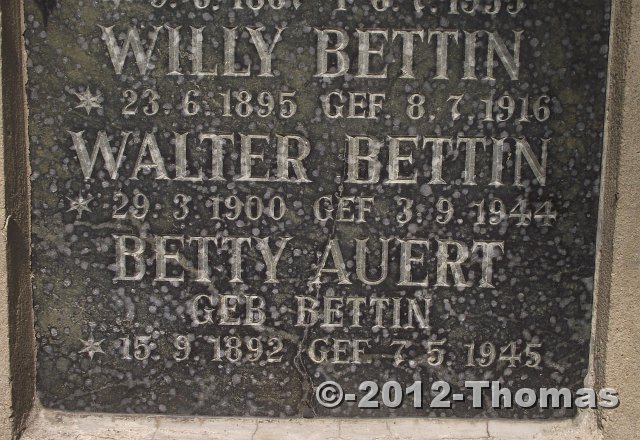 WILLY BETTIN
* 23. 6. 1895 GEF. 8. 7. 1916
WALTER BETTIN
* 29. 3. 1900 GEF. 3. 9. 1944
BETTY AUERT
GEB BETTIN
* 15. 9. 1892 GEF. 7. 5. 1945
©-2012-Thomas